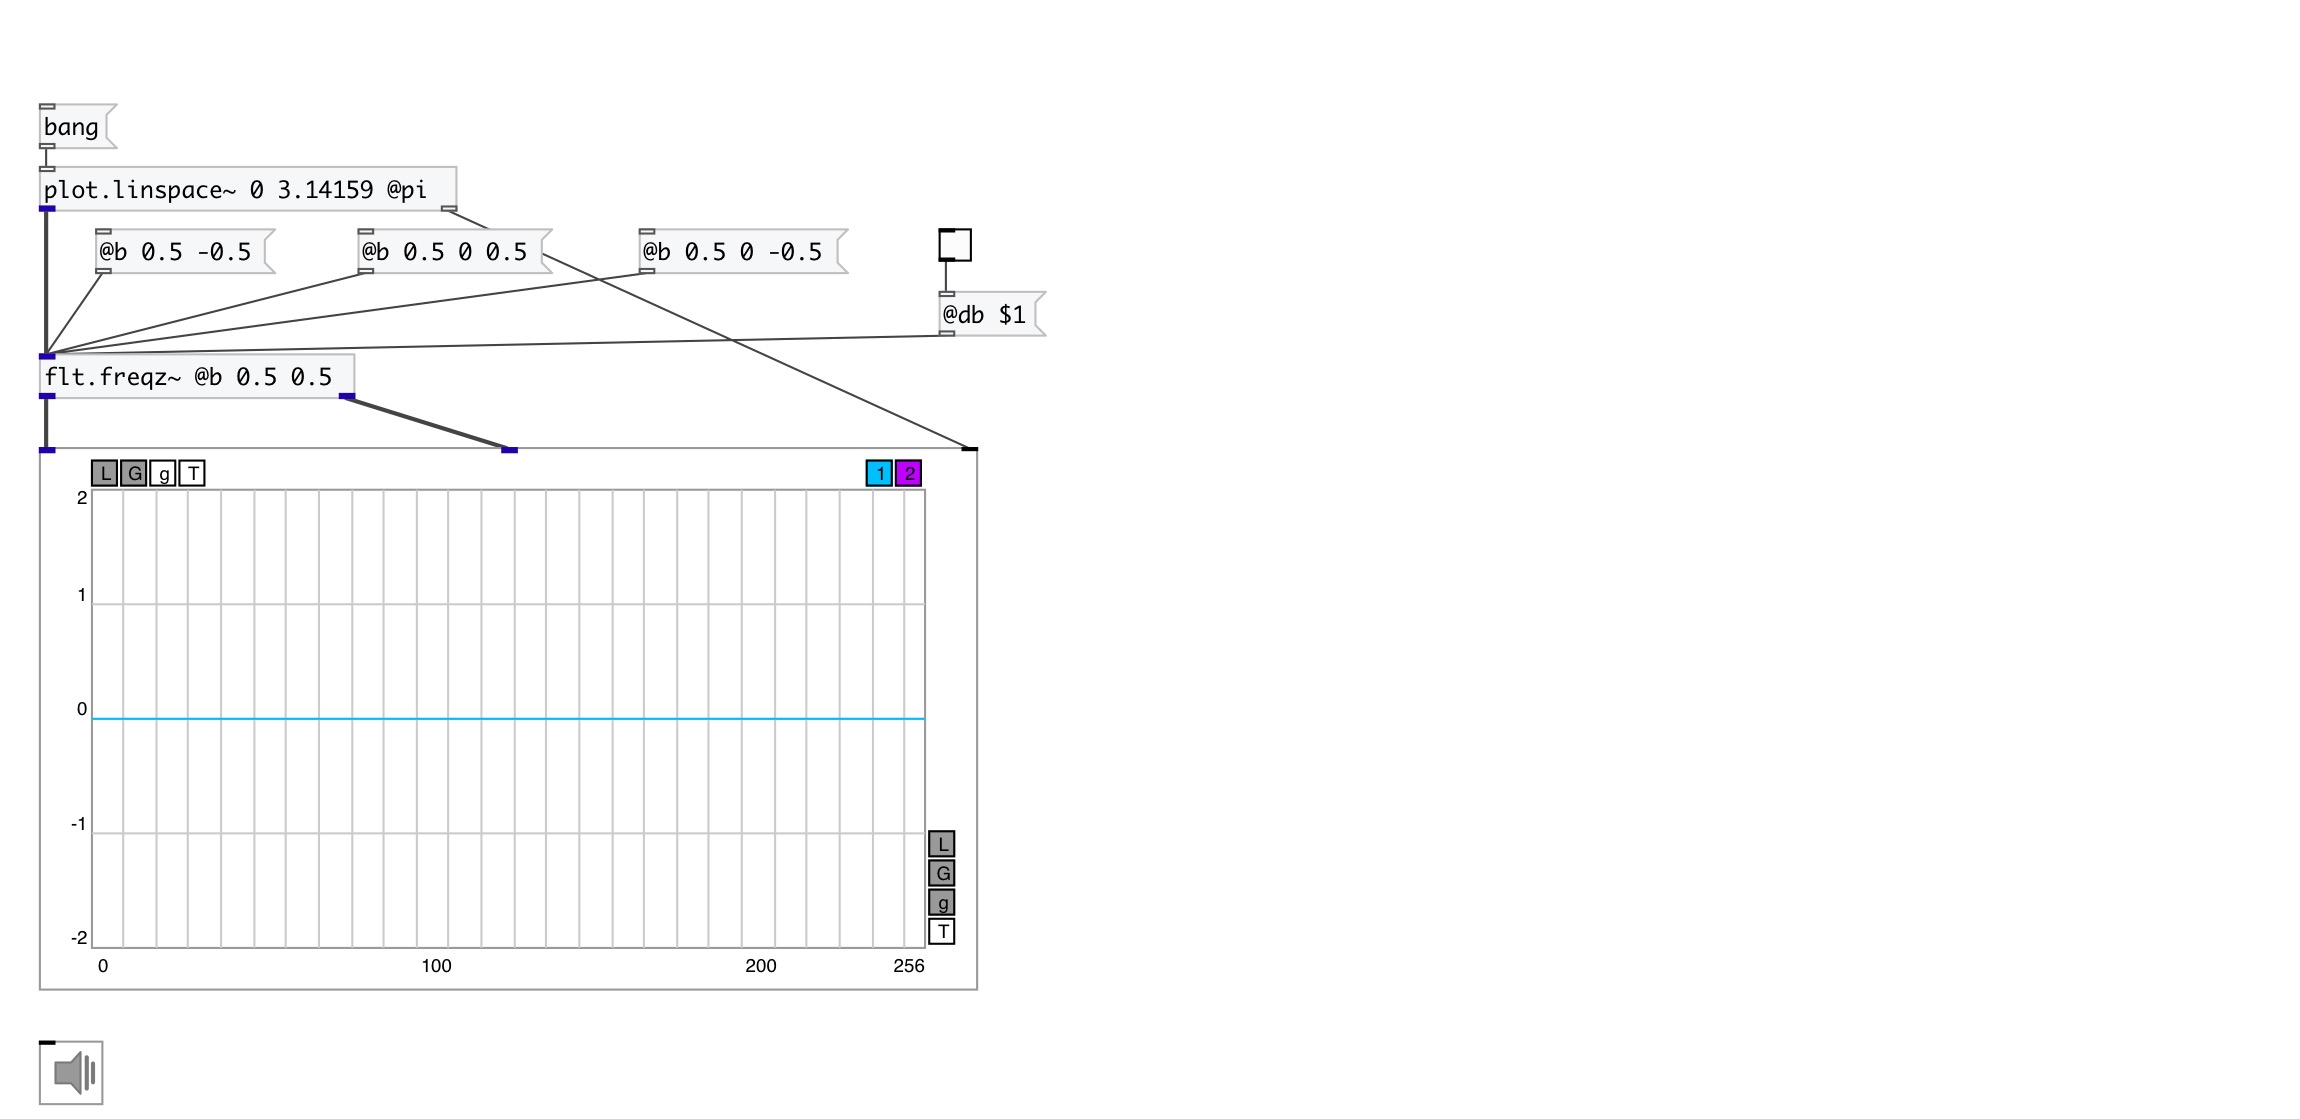 bang
plot.linspace~ 0 3.14159 @pi
@b 0.5 -0.5
@b 0.5 0 0.5
@b 0.5 0 -0.5
@db $1
flt.freqz~ @b 0.5 0.5
L G g T
1 2
2
1
0
-1
-2
L
G
g
T
0 100 200 256